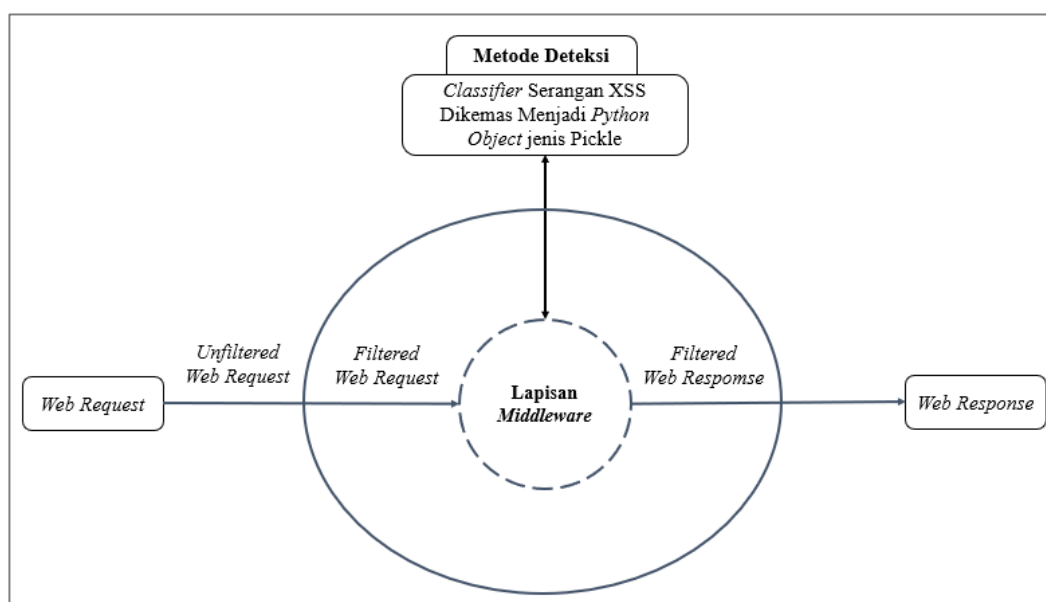 Metode Deteksi
Classifier Serangan XSS
Dikemas Menjadi Python
Object jenis Pickle
Unfiltered
Web Request
Filtered
Web Request
Filtered
Web Respomse
Web Request
Lapisan
Middleware
Web Response